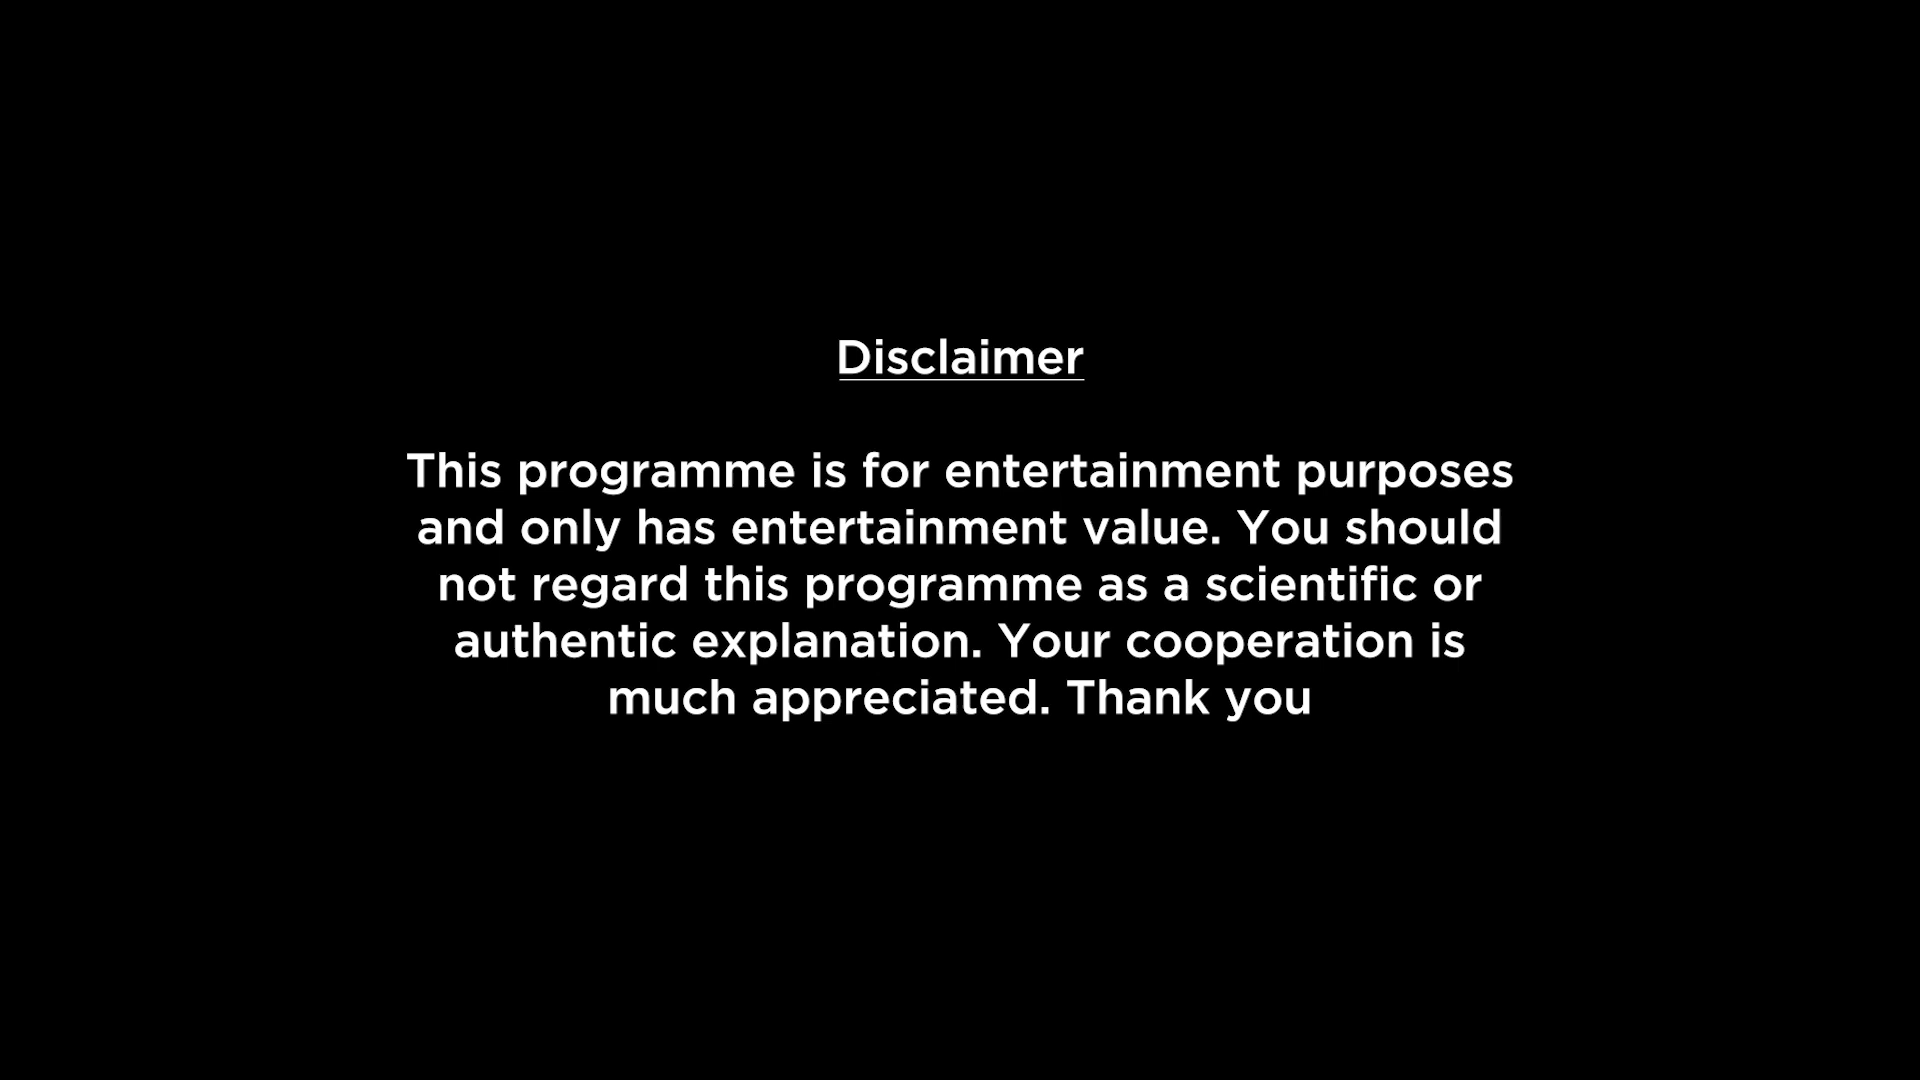 Disclaimer
This programme is for entertainment purposes
and only has entertainment value. You should
not regard this programme as a scientific or
authentic explanation. Your cooperation is
much appreciated. Thank you